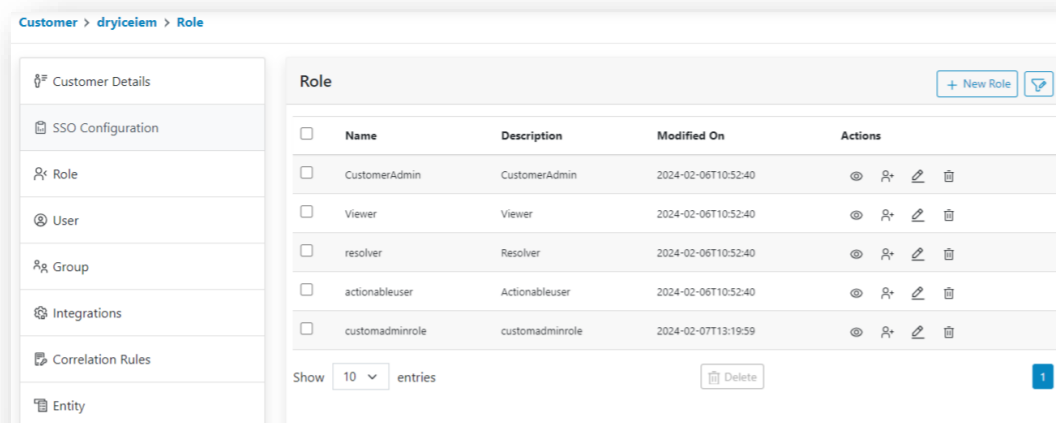 Customer > dryiceiem > Role
Customer Details
SSO Configuration
Role
User
Group
Integrations
Correlation Rules
Entity
Role
+ New Role
Name Description Modified On Actions
CustomerAdmin CustomerAdmin 2024-02-06T10:52:40
Viewer Viewer 2024-02-06T10:52:40
resolver Resolver 2024-02-06T10:52:40
actionableuser Actionableuser 2024-02-06T10:52:40
customadminrole customadminrole 2024-02-07T13:19:59
Show 10 entries Delete 1